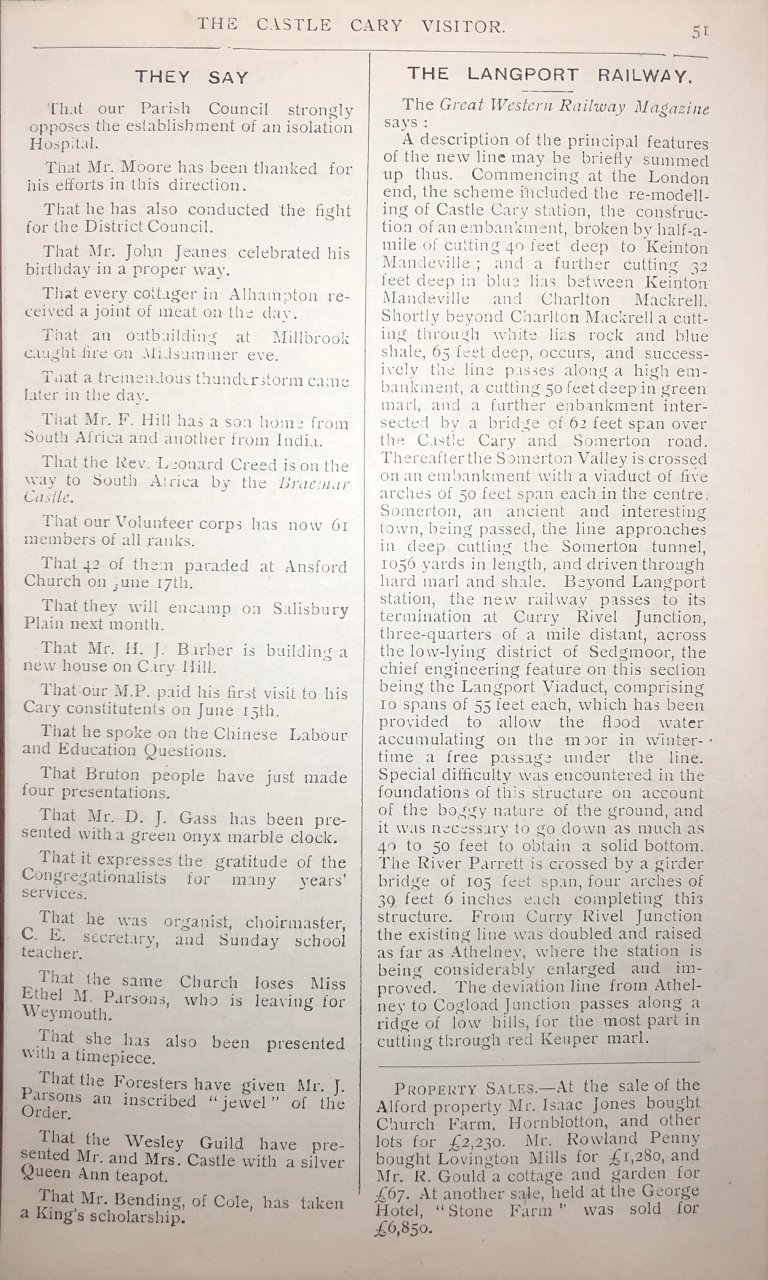 THE CASTLE CARY VISITOR.
51
THEY SAY
That our Parish Council strongly
opposes the establishment of an isolation
Hospital.
That Mr. Moore has been thanked for
his efforts in this direction.
That he has also conducted the fight
for the District Council.
That Mr. John Jeanes celebrated his
birthday in a proper way.
That every cottager in Alhampton re-
ceived a joint of meat on the day.
That an outbuilding at Millbrook
caught fire on Midsummer eve.
That a tremendous thunderstorm came
later in the day.
That Mr. F. Hill has a son home from
South Africa and another from India.
That the Rev. Leonard Creed is on the
way to South Africa by the Braemar
Castle.
That our Volunteer corps has now 61
members of all ranks.
That 42 of them paraded at Ansford
Church on june 17th.
That they will encamp on Salisbury
Plain next month.
That Mr. H. J. Barber is building a
new house on Cary Hill.
That our M.P. paid his first visit to his
Cary constitutents on June 15th.
That he spoke on the Chinese Labour
and Education Questions.
That Bruton people have just made
four presentations.
That Mr. D. J. Gass has been pre-
sented with a green onyx marble clock.
That it expresses the gratitude of the
Congregationalists for many years'
services.
That he was organist, choirmaster,
C. E. secretary, and Sunday school
teacher.
That the same Church loses Miss
Ethel M. Parsons, who is leaving for
Weymouth.
That she has also been presented
with a timepiece.
That the Foresters have given Mr. J.
Parsons an inscribed "jewel" of the
Order.
That the Wesley Guild have pre-
sented Mr. and Mrs. Castle with a silver
Queen Ann teapot.
That Mr. Bending, of Cole, has taken
a King's scholarship.
THE LANGPORT RAILWAY.
The Great Western Railway Magazine
says :
A description of the principal features
of the new line may be briefly summed
up thus. Commencing at the London
end, the scheme included the re-modell-
ing of Castle Cary station, the construc-
tion of an embankment, broken by half-a-
mile of cutting 40 feet deep to Keinton
Mandeville ; and a further cutting 32
feet deep in blue lias between Keinton
Mandeville and Charlton Mackrell.
Shortly beyond Charlton Mackrell a cutt-
ing through white lias rock and blue
shale, 65 feet deep, occurs, and success-
ively the line passes along a high em-
bankment, a cutting 50 feet deep in green
marl, and a further enbankment inter-
sected by a bridge of 62 feet span over
the Castle Cary and Somerton road.
Thereafter the Somerton Valley is crossed
on an embankment with a viaduct of five
arches of 50 feet span each in the centre.
Somerton, an ancient and interesting
town, being passed, the line approaches
in deep cutting the Somerton tunnel,
1056 yards in length, and driven through
hard marl and shale. Beyond Langport
station, the new railway passes to its
termination at Curry Rivel Junction,
three-quarters of a mile distant, across
the low-lying district of Sedgmoor, the
chief engineering feature on this section
being the Langport Viaduct, comprising
10 spans of 55 feet each, which has been
provided to allow the flood water
accumulating on the moor in winter-
time a free passage under the line.
Special difficulty was encountered in the
foundations of this structure on account
of the boggy nature of the ground, and
it was necessary to go down as much as
40 to 50 feet to obtain a solid bottom.
The River Parrett is crossed by a girder
bridge of 105 feet span, four arches of
39 feet 6 inches each completing this
structure. From Curry Rivel Junction
the existing line was doubled and raised
as far as Athelney, where the station is
being considerably enlarged and im-
proved. The deviation line from Athel-
ney to Cogload Junction passes along a
ridge of low hills, for the most part in
cutting through red Keuper marl.
PROPERTY SALES.—At the sale of the
Alford property Mr. Isaac Jones bought
Church Farm, Hornblotton, and other
lots for £2,230. Mr. Rowland Penny
bought Lovington Mills for £1,280, and
Mr. R. Gould a cottage and garden for
£67. At another sale, held at the George
Hotel, "Stone Farm" was sold for
£6,850.